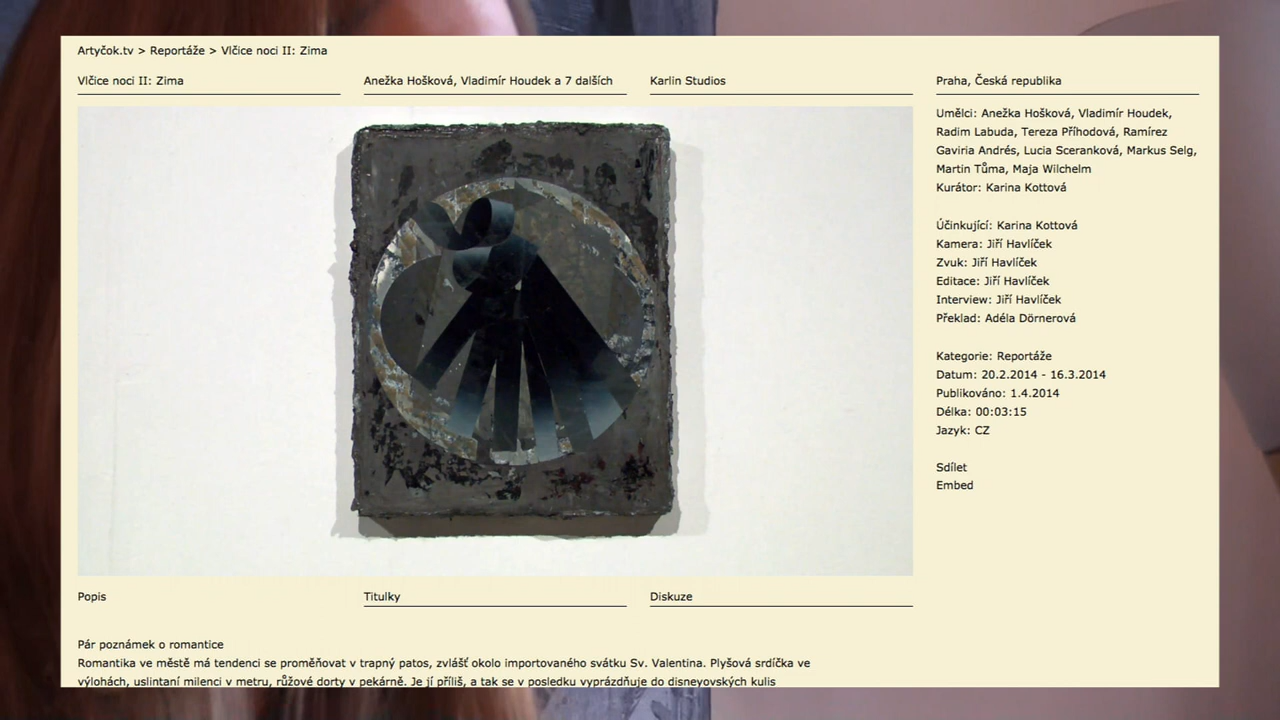 Artyčok.tv > Reportáže > Vlčice noci II: Zima
Vlčice noci II: Zima
Anežka Hošková, Vladimír Houdek a 7 dalších
Karlin Studios
Praha, Česká republika
Umělci: Anežka Hošková, Vladimír Houdek,
Radim Labuda, Tereza Příhodová, Ramírez
Gaviria Andrés, Lucia Sceranková, Markus Selg,
Martin Tůma, Maja Wilchelm
Kurátor: Karina Kottová
Účinkující: Karina Kottová
Kamera: Jiří Havlíček
Zvuk: Jiří Havlíček
Editace: Jiří Havlíček
Interview: Jiří Havlíček
Překlad: Adéla Dörnerová
Kategorie: Reportáže
Datum: 20.2.2014 - 16.3.2014
Publikováno: 1.4.2014
Délka: 00:03:15
Jazyk: CZ
Sdílet
Embed
Popis
Titulky
Diskuze
Pár poznámek o romantice
Romantika ve městě má tendenci se proměňovat v trapný patos, zvlášť okolo importovaného svátku Sv. Valentina. Plyšová srdíčka ve
výlohách, uslintaní milenci v metru, růžové dorty v pekárně. Je jí příliš, a tak se v posledku vyprázdňuje do disneyovských kulis